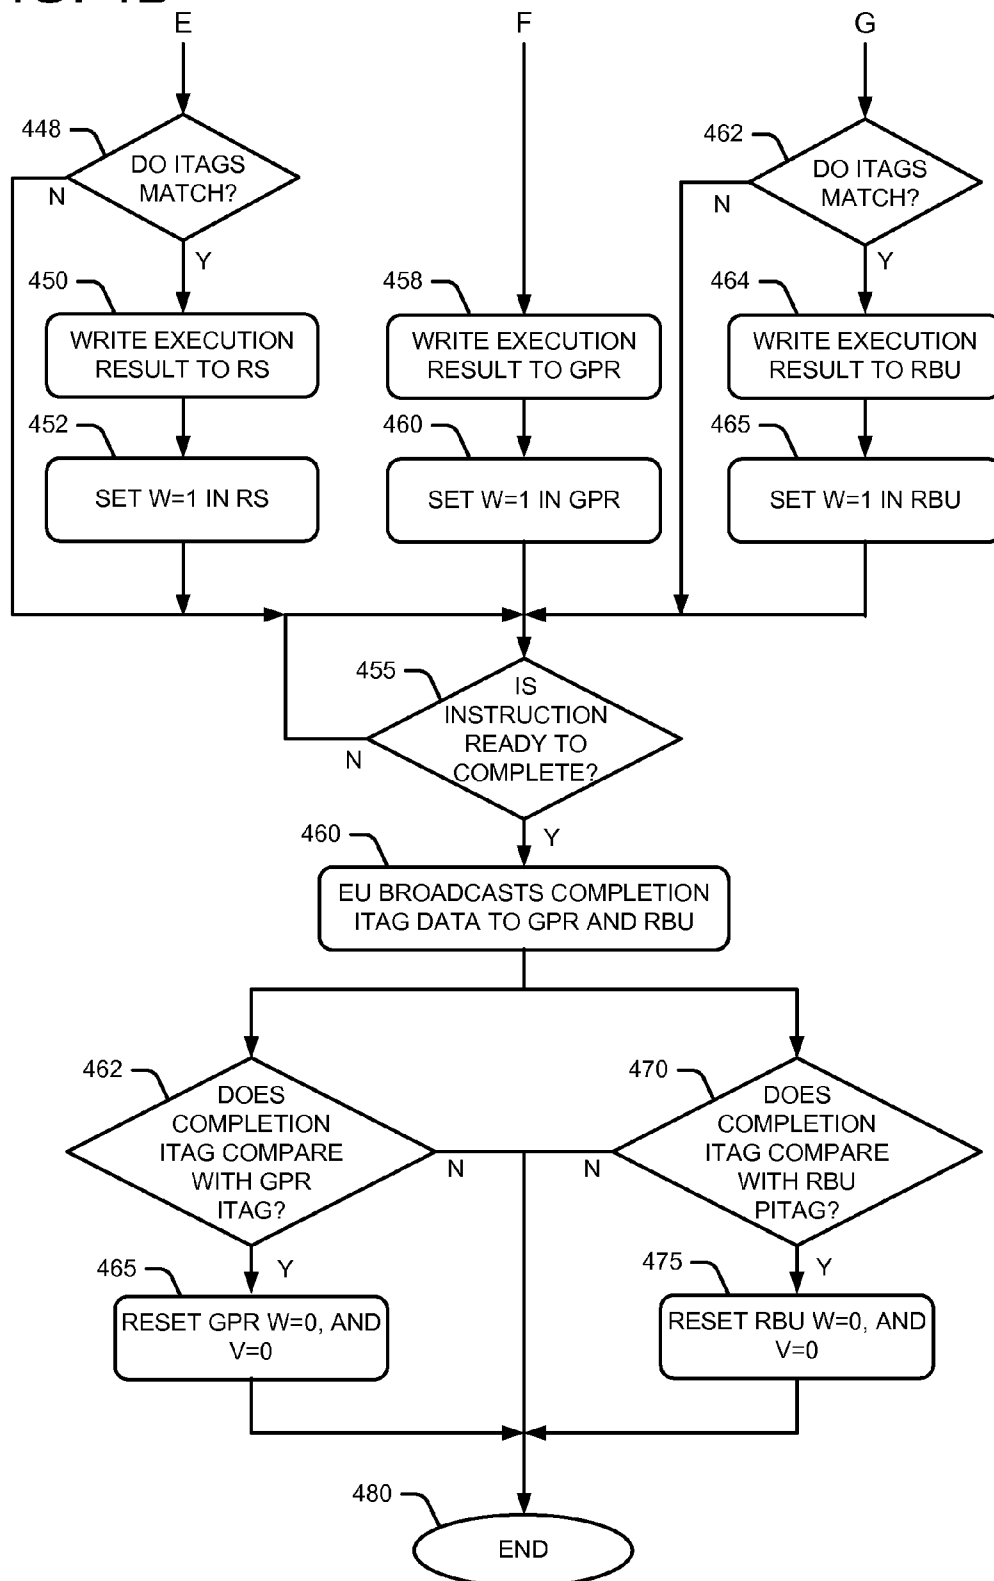 E
F
G
448
DO ITAGS
MATCH?
N
Y
462
DO ITAGS
MATCH?
N
Y
450
WRITE EXECUTION
RESULT TO RS
458
WRITE EXECUTION
RESULT TO GPR
464
WRITE EXECUTION
RESULT TO RBU
452
SET W=1 IN RS
460
SET W=1 IN GPR
465
SET W=1 IN RBU
455
IS
INSTRUCTION
READY TO
COMPLETE?
N
Y
460
EU BROADCASTS COMPLETION
ITAG DATA TO GPR AND RBU
462
DOES
COMPLETION
ITAG COMPARE
WITH GPR
ITAG?
N
Y
470
DOES
COMPLETION
ITAG COMPARE
WITH RBU
PITAG?
N
Y
465
RESET GPR W=0, AND
V=0
475
RESET RBU W=0, AND
V=0
480
END